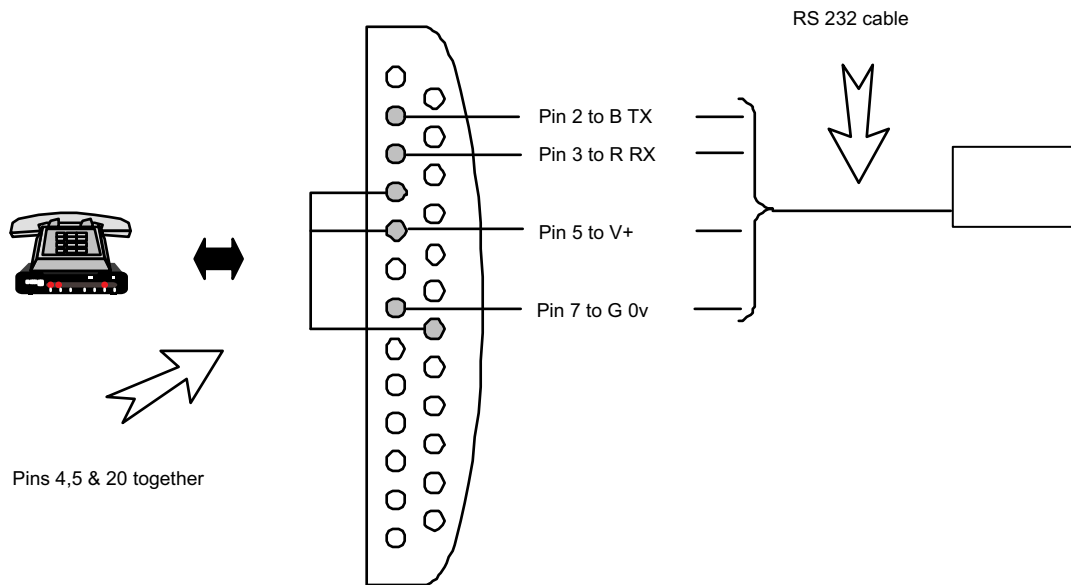 RS 232 cable
Pin 2 to B TX
Pin 3 to R RX
Pin 5 to V+
Pin 7 to G 0v
Pins 4,5 & 20 together